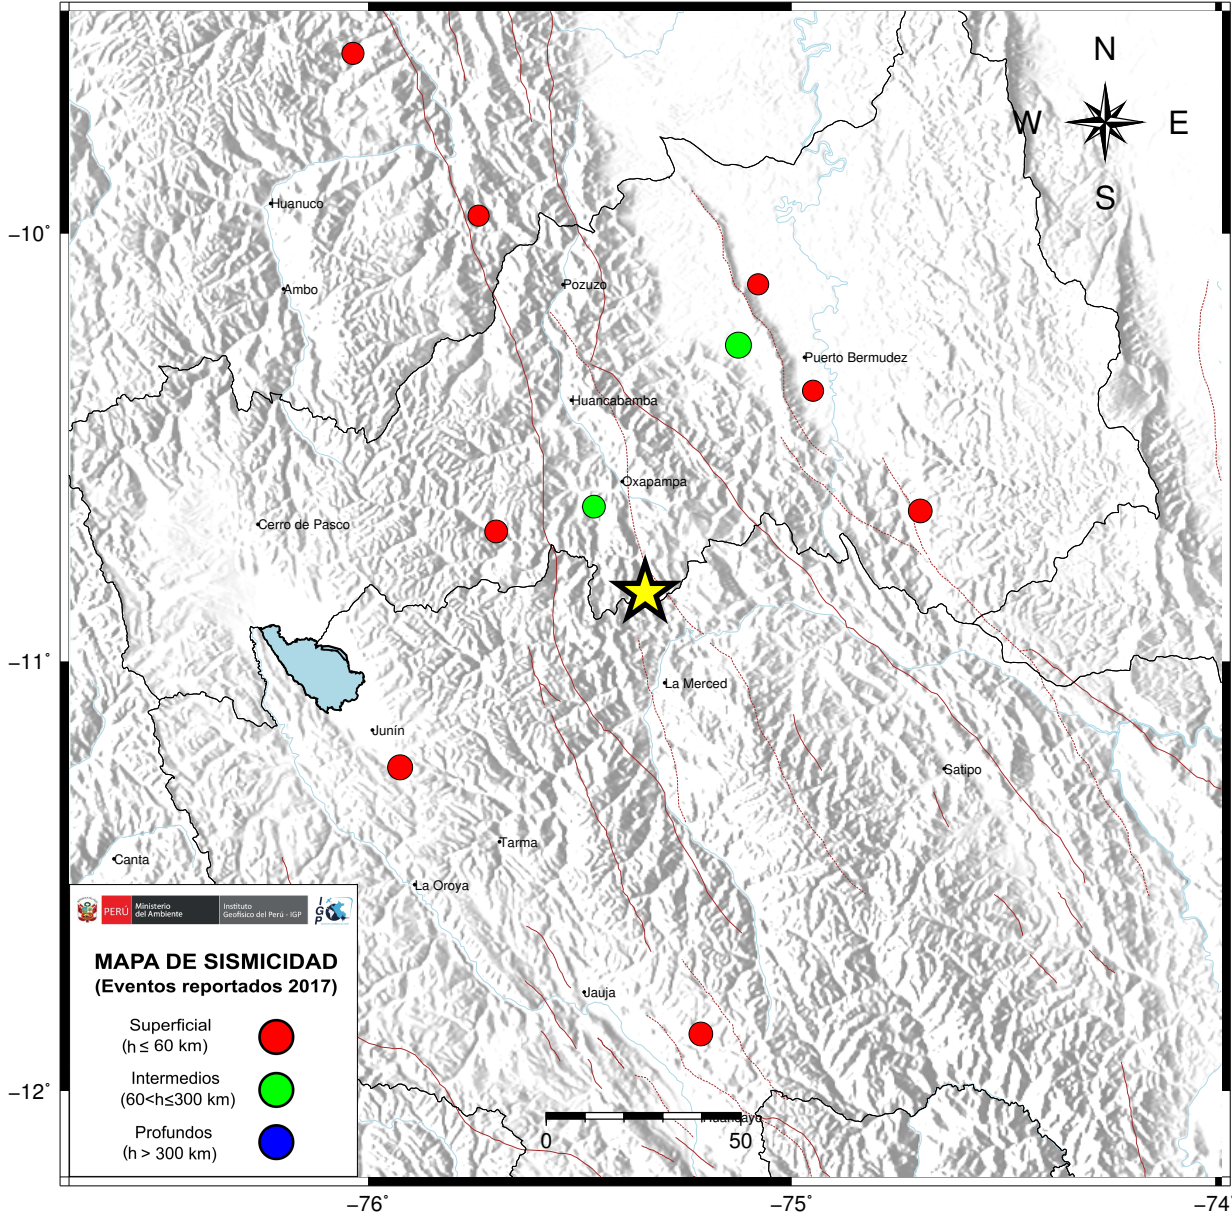 N
W
E
S
Huanuco
−10˚
Ambo
Pozuzo
Puerto Bermudez
Huancabamba
Oxapampa
Cerro de Pasco
−11˚
La Merced
Junín
Satipo
Tarma
Canta
La Oroya
PERÚ
Ministerio
del Ambiente
Instituto
Geofísico del Perú - IGP
IGP
MAPA DE SISMICIDAD
(Eventos reportados 2017)
Superficial
(h ≤ 60 km)
Intermedios
(60<h≤300 km)
Profundos
(h > 300 km)
Jauja
−12˚
Huancayo
0
50
−76˚
−75˚
−74